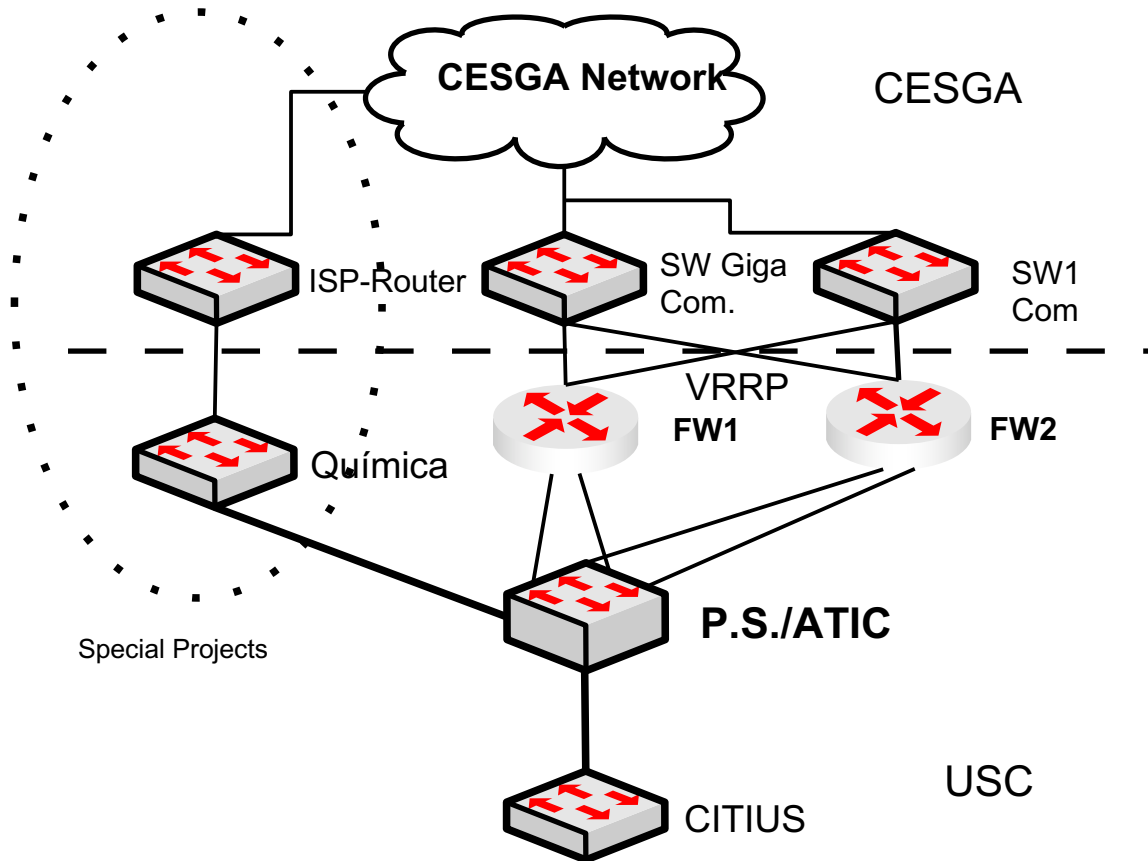 CESGA Network
CESGA
ISP-Router
SW Giga
Com.
SW1
Com
VRRP
FW1
FW2
Química
P.S./ATIC
Special Projects
USC
CITIUS